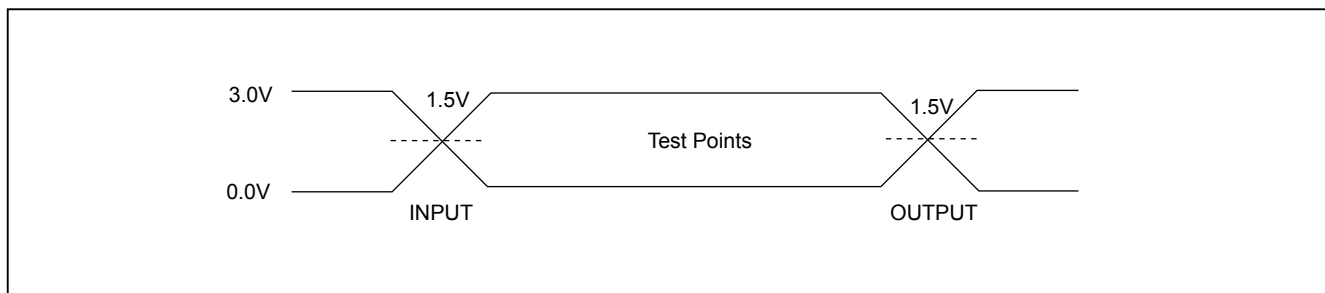 3.0V
1.5V
1.5V
Test Points
0.0V
INPUT
OUTPUT